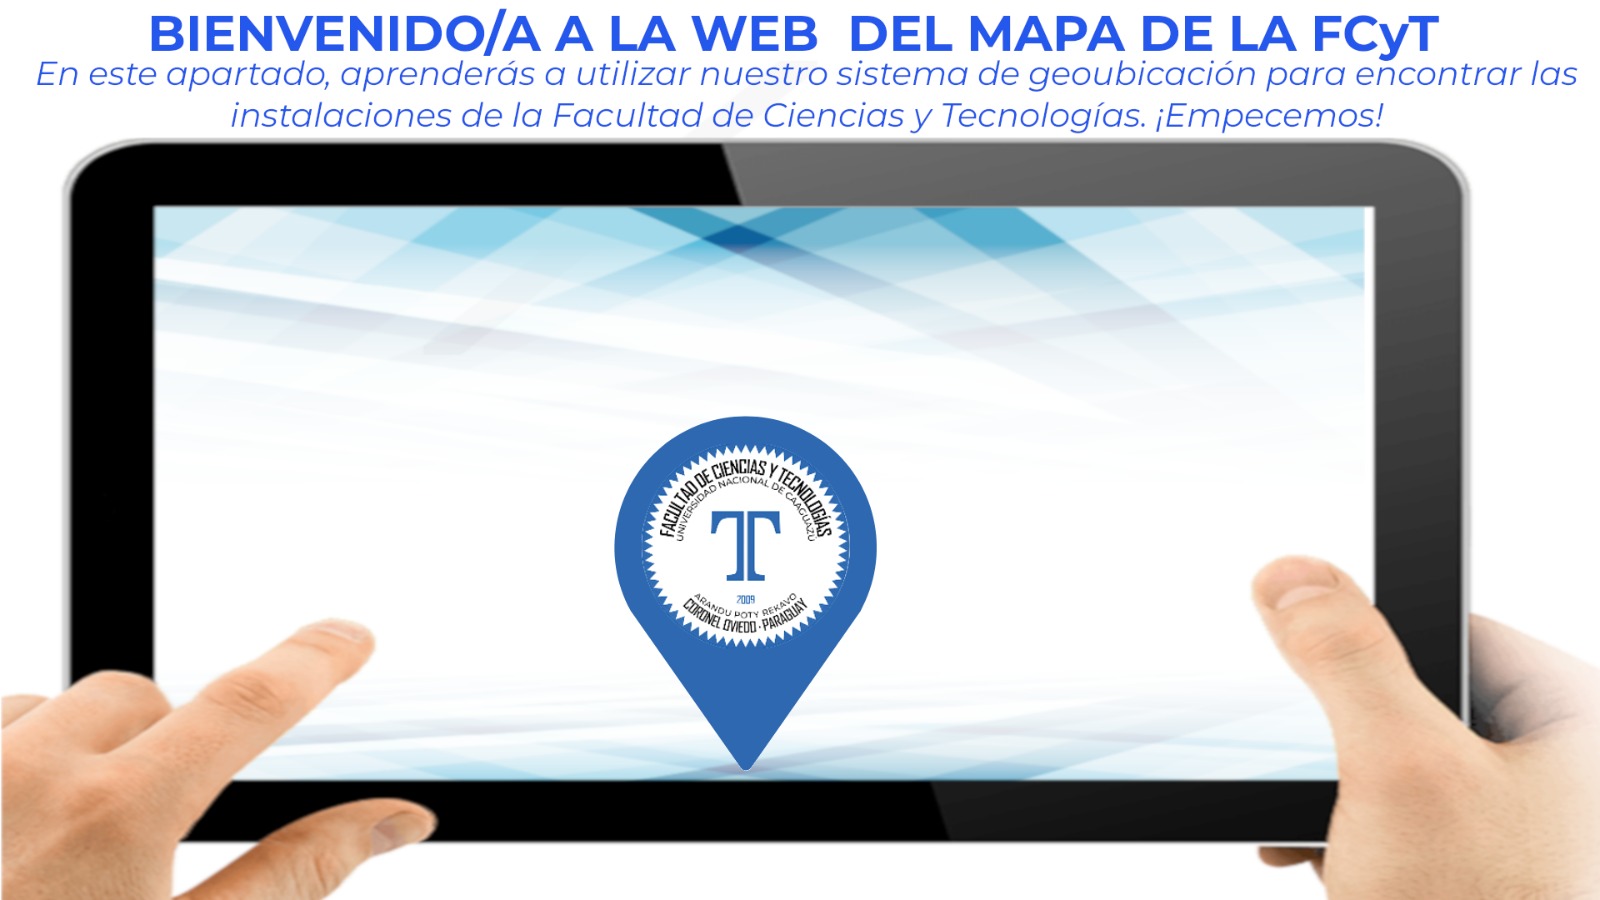 BIENVENIDO/A A LA WEB DEL MAPA DE LA FCyT
En este apartado, aprenderás a utilizar nuestro sistema de geoubicación para encontrar las
instalaciones de la Facultad de Ciencias y Tecnologías. ¡Empecemos!
FACULTAD DE CIENCIAS Y TECNOLOGÍAS
UNIVERSIDAD NACIONAL DE CAAGUAZÚ
T
2009
ARANDU POTY REKAVO
CORONEL OVIEDO - PARAGUAY